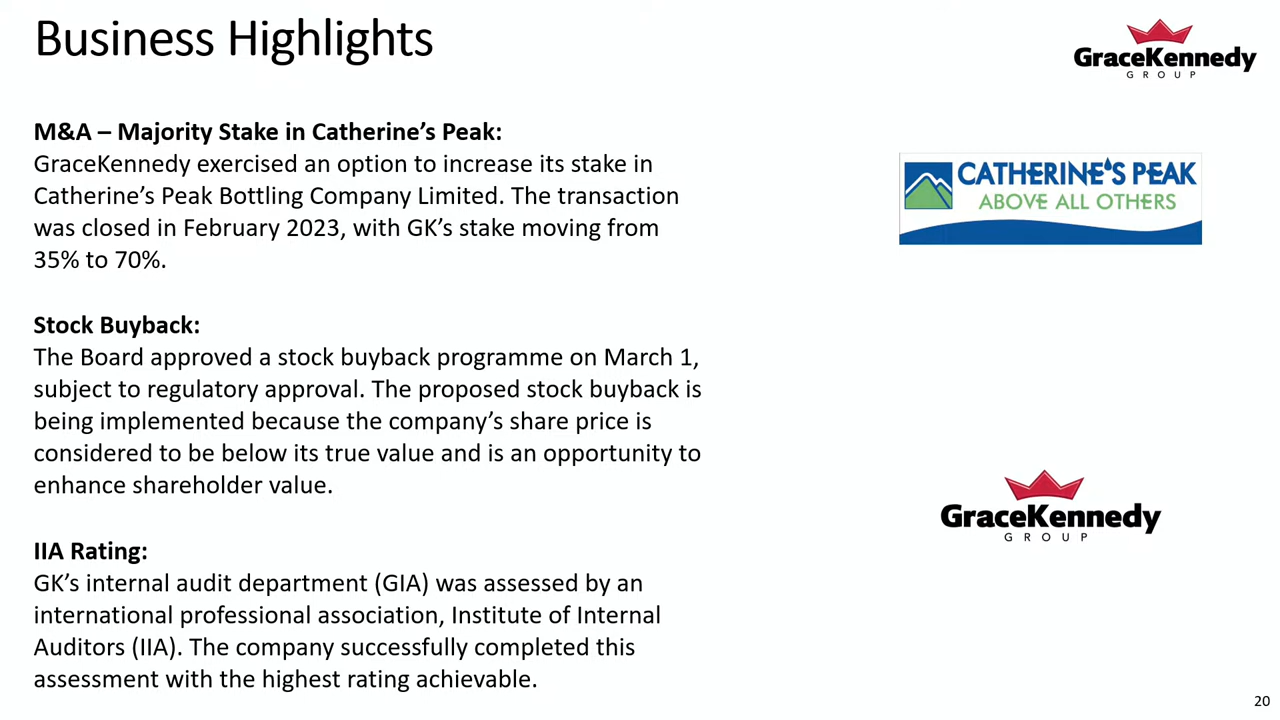 Business Highlights
GraceKennedy
GROUP
M&A – Majority Stake in Catherine’s Peak:
GraceKennedy exercised an option to increase its stake in
Catherine’s Peak Bottling Company Limited. The transaction
was closed in February 2023, with GK’s stake moving from
35% to 70%.
CATHERINE'S PEAK
ABOVE ALL OTHERS
Stock Buyback:
The Board approved a stock buyback programme on March 1,
subject to regulatory approval. The proposed stock buyback is
being implemented because the company’s share price is
considered to be below its true value and is an opportunity to
enhance shareholder value.
GraceKennedy
GROUP
IIA Rating:
GK’s internal audit department (GIA) was assessed by an
international professional association, Institute of Internal
Auditors (IIA). The company successfully completed this
assessment with the highest rating achievable.
20